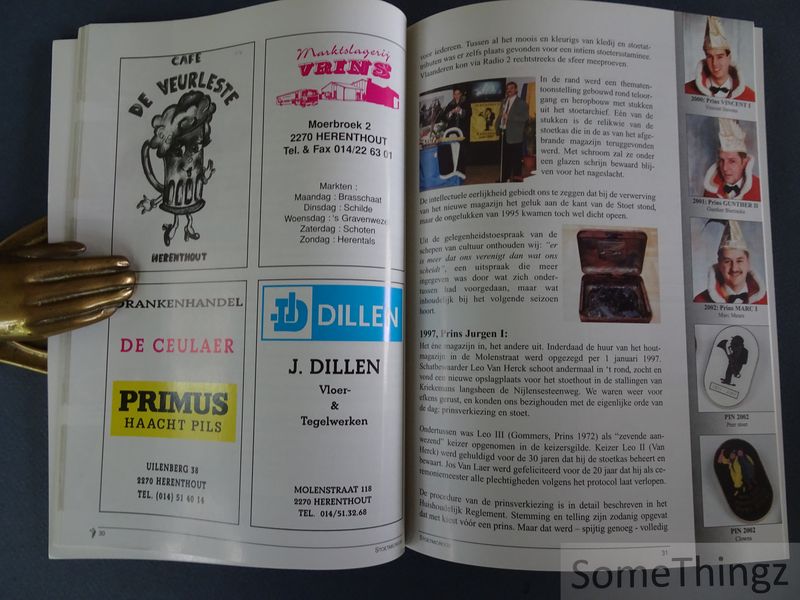 CAFE
DE VEURLESTE
HERENTHOUT
Marktslagerij
VRINS
Moerbroek 2
2270 HERENTHOUT
Tel. & Fax 014/22 63 01
Markten :
Maandag : Brasschaat
Dinsdag : Schilde
Woensdag : 's Gravenwezel
Zaterdag : Schoten
Zondag : Herentals
DRANKENHANDEL
DE CEULAER
PRIMUS
HAACHT PILS
UILENBERG 38
2270 HERENTHOUT
TEL. (014) 51 40 14
DILLEN
J. DILLEN
Vloer-
&
Tegelwerken
MOLENSTRAAT 118
2200 HERENTHOUT
TEL. 014/51.32.68
30
voor iedereen. Tussen al het moois en kleurigs van kledij en stoetat-
tributen was er zelfs plaats gevonden voor een intiem stoetersstaminee.
Vlaanderen kon via Radio 2 rechtstreeks de sfeer meeproeven.
In de rand werd een thematen-
toonstelling gebouwd rond teloor-
gang en heropbouw met stukken
uit het stoetarchief. Eén van de
stukken is de relikwie van de
stoetkas die in de as van het afge-
brande magazijn teruggevonden
werd. Met schroom zal ze onder
een glazen schrijn bewaard blij-
ven voor het nageslacht.
De intellectuele eerlijkheid gebiedt ons te zeggen dat bij de verwerving
van het nieuwe magazijn het geluk aan de kant van de Stoet stond,
maar de ongelukken van 1995 kwamen toch wel dicht opeen.
Uit de gelegenheidstoespraak van de
schepen van cultuur onthouden wij: "er
is meer dat ons verenigt dan wat ons
scheidt", een uitspraak die meer
ingegeven was door wat zich onder-
tussen had voorgedaan, maar wat
inhoudelijk bij het volgende seizoen
hoort.
1997, Prins Jurgen I:
Het éne magazijn in, het andere uit. Inderdaad de huur van het hout-
magazijn in de Molenstraat werd opgezegd per 1 januari 1997.
Schatbewaarder Leo Van Herck school andermaal in 't rond, zocht en
vond een nieuwe opslagplaats voor het stoethout in de stallingen van
Kriekemans langsheen de Nijlensesteenweg. We waren weer voor
efkens gerust, en konden ons bezighouden met de eigenlijke orde van
de dag: prinsverkiezing en stoet.
Ondertussen was Leo III (Gommers, Prins 1972) als "zevende aan-
wezend" keizer opgenomen in de keizersgilde. Keizer Leo II (Van
Herck) werd gehuldigd voor de 30 jaren dat hij de stoetkas beheert en
bewaart. Jos Van Laer werd gefeliciteerd voor de 20 jaar dat hij als ce-
remoniemeester alle plechtigheden volgens het protocol laat verlopen.
De procedure van de prinsverkiezing is in detail beschreven in het
Huishoudelijk Reglement. Stemming en telling zijn zodanig opgevat
dat met kiest vóór een prins. Maar dat werd – spijtig genoeg - volledig
31
2000: Prins VINCENT I
2001: Prins GUNTHER II
2002: Prins MARC I
PIN 2002
PIN 2002
Clowns
SomeThingz